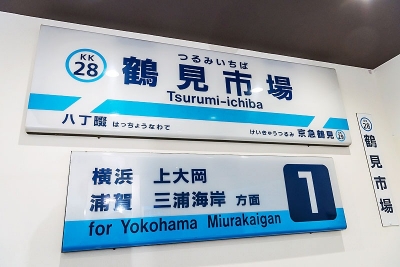 つるみいちば
KK
28
鶴見市場
Tsurumi-ichiba
八丁畷 はっちょうなわて
けいきゅうつるみ 京急鶴見
横浜 上大岡
浦賀 三浦海岸 方面
1
for Yokohama Miurakaigan
28
鶴見市場